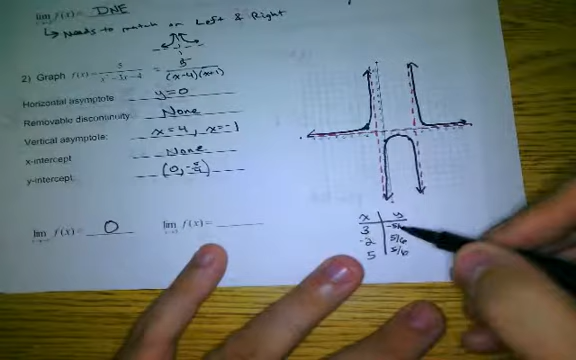 lim f(x) = DNE
↳ Needs to match on Left & Right
2) Graph f(x) = 5/(x²-3x-4) = 5/((x-4)(x+1))
Horizontal asymptote y=0
Removable discontinuity: None
Vertical asymptote: x=4, x=-1
x-intercept None
y-intercept: (0, -5/4)
lim f(x) = 0 lim f(x) =
x y
3 -5/4
-2 5/6
5 5/6